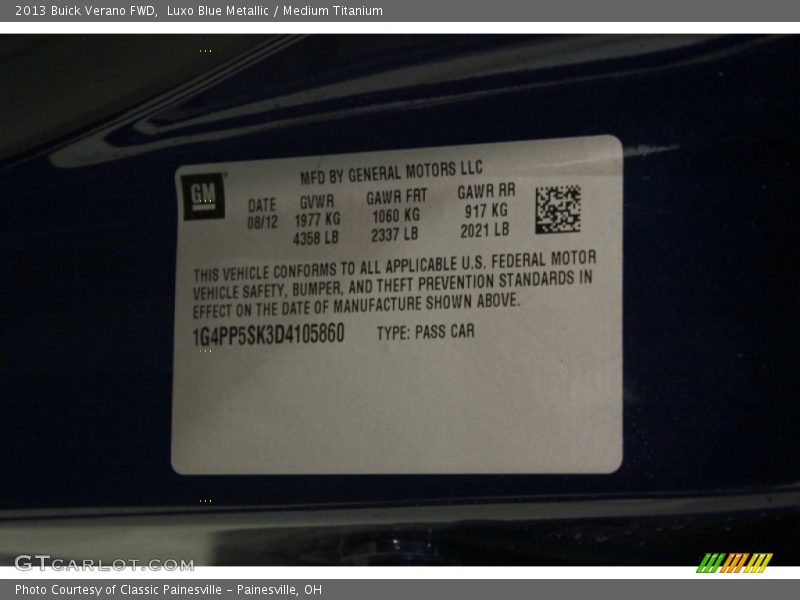 2013 Buick Verano FWD,  Luxo Blue Metallic / Medium Titanium
GM
MFD BY GENERAL MOTORS LLC
DATE GVWR GAWR FRT GAWR RR
08/12 1977 KG 1060 KG 917 KG
4358 LB 2337 LB 2021 LB
THIS VEHICLE CONFORMS TO ALL APPLICABLE U.S. FEDERAL MOTOR
VEHICLE SAFETY, BUMPER, AND THEFT PREVENTION STANDARDS IN
EFFECT ON THE DATE OF MANUFACTURE SHOWN ABOVE.
1G4PP5SK3D4105860 TYPE: PASS CAR
GTCARLOT.COM
Photo Courtesy of Classic Painesville - Painesville, OH